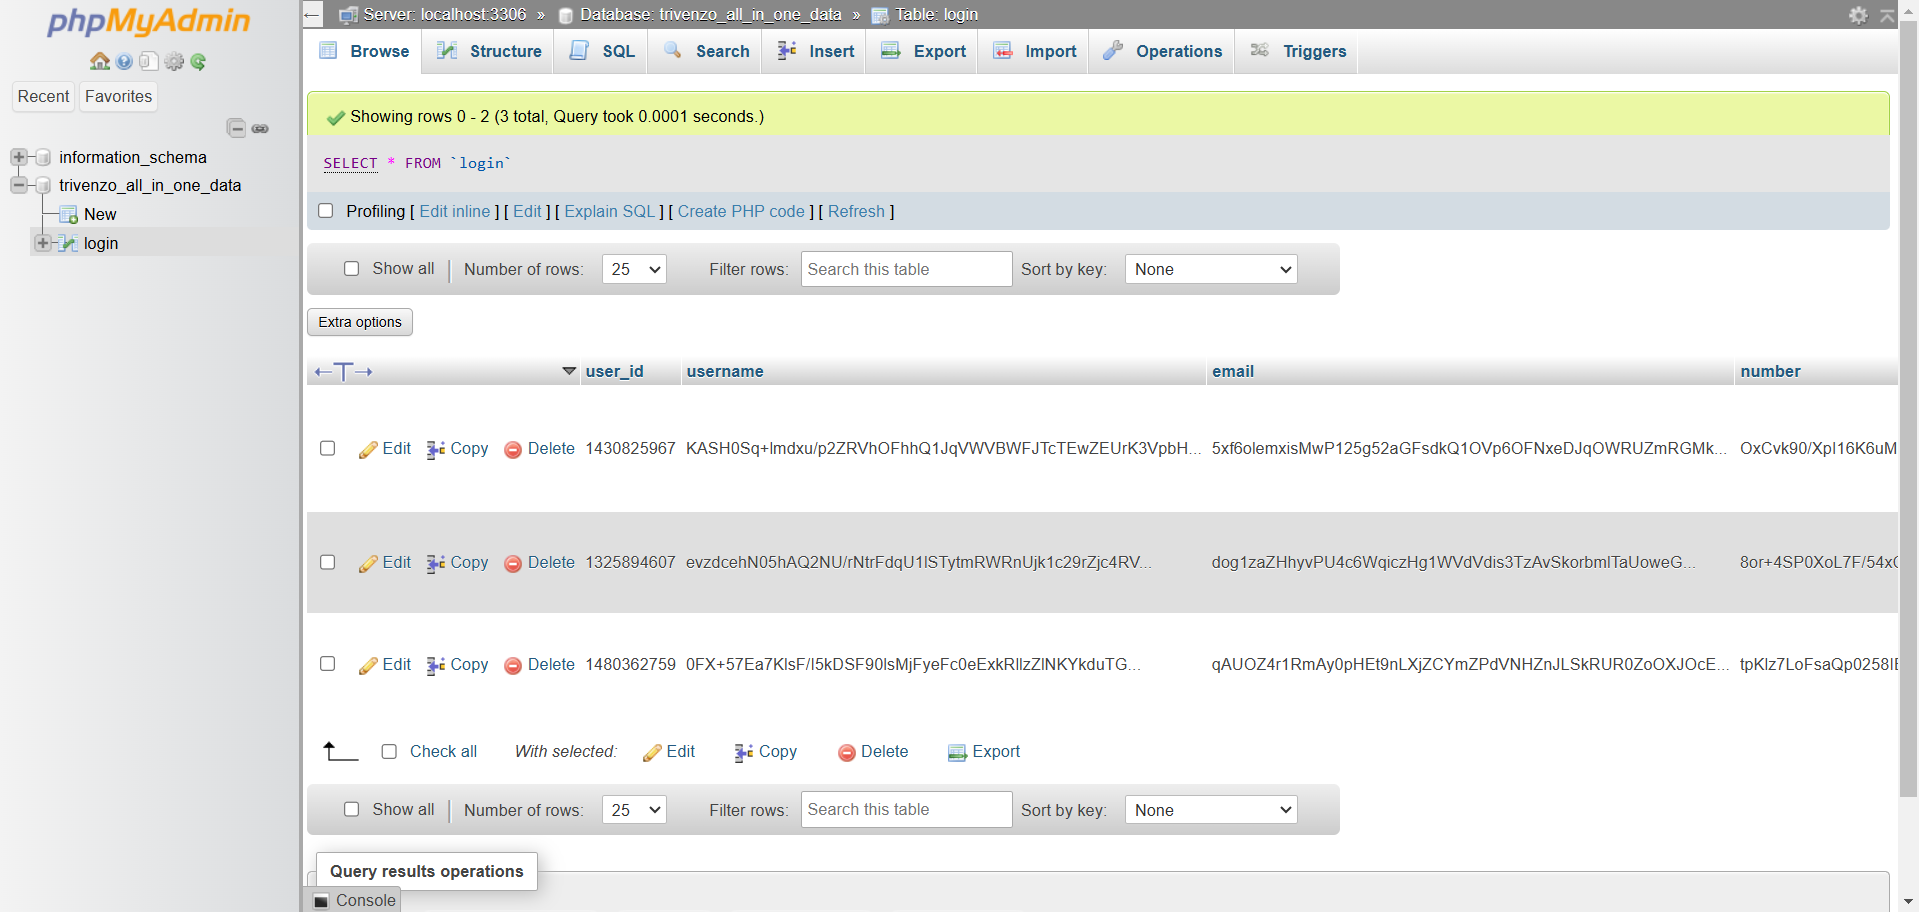 phpMyAdmin
Recent Favorites
information_schema
trivenzo_all_in_one_data
New
login
Server: localhost:3306 » Database: trivenzo_all_in_one_data » Table: login
Browse Structure SQL Search Insert Export Import Operations Triggers
Showing rows 0 - 2 (3 total, Query took 0.0001 seconds.)
SELECT * FROM `login`
Profiling [ Edit inline ] [ Edit ] [ Explain SQL ] [ Create PHP code ] [ Refresh ]
Show all Number of rows: 25 Filter rows: Search this table Sort by key: None
Extra options
user_id username email number
Edit Copy Delete 1430825967 KASH0Sq+lmdxu/p2ZRVhOFhhQ1JqVWVBWFJTcTEwZEUrK3VpbH... 5xf6olemxisMwP125g52aGFsdkQ1OVp6OFNxeDJqOWRUZmRGMk... OxCvk90/XpI16K6uM
Edit Copy Delete 1325894607 evzdcehN05hAQ2NU/rNtrFdqU1lSTytmRWRnUjk1c29rZjc4RV... dog1zaZHhyvPU4c6WqiczHg1WVdVdis3TzAvSkorbmlTaUoweG... 8or+4SP0XoL7F/54x
Edit Copy Delete 1480362759 0FX+57Ea7KlsF/I5kDSF90lsMjFyeFc0eExkRllzZlNKYkduTG... qAUOZ4r1RmAy0pHEt9nLXjZCYmZPdVNHZnJLSkRUR0ZoOXJOcE... tpKlz7LoFsaQp0258I
Check all With selected: Edit Copy Delete Export
Show all Number of rows: 25 Filter rows: Search this table Sort by key: None
Query results operations
Console